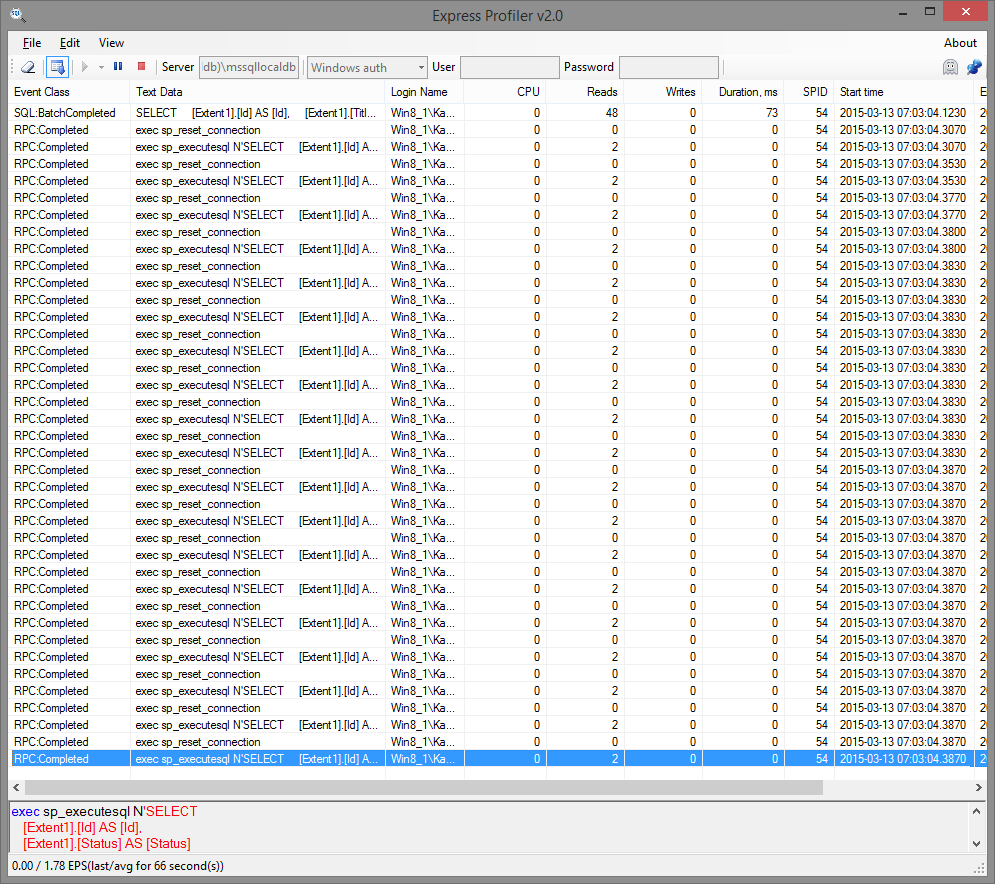 Express Profiler v2.0
File Edit View About
Server db)\mssqllocaldb Windows auth User Password
Event Class Text Data Login Name CPU Reads Writes Duration, ms SPID Start time E
SQL:BatchCompleted SELECT [Extent1].[Id] AS [Id], [Extent1].[Titl... Win8_1\Ka... 0 48 0 73 54 2015-03-13 07:03:04.1230 2
RPC:Completed exec sp_reset_connection Win8_1\Ka... 0 0 0 0 54 2015-03-13 07:03:04.3070 2
RPC:Completed exec sp_executesql N'SELECT [Extent1].[Id] A... Win8_1\Ka... 0 2 0 0 54 2015-03-13 07:03:04.3070 2
RPC:Completed exec sp_reset_connection Win8_1\Ka... 0 0 0 0 54 2015-03-13 07:03:04.3530 2
RPC:Completed exec sp_executesql N'SELECT [Extent1].[Id] A... Win8_1\Ka... 0 2 0 0 54 2015-03-13 07:03:04.3530 2
RPC:Completed exec sp_reset_connection Win8_1\Ka... 0 0 0 0 54 2015-03-13 07:03:04.3770 2
RPC:Completed exec sp_executesql N'SELECT [Extent1].[Id] A... Win8_1\Ka... 0 2 0 0 54 2015-03-13 07:03:04.3770 2
RPC:Completed exec sp_reset_connection Win8_1\Ka... 0 0 0 0 54 2015-03-13 07:03:04.3800 2
RPC:Completed exec sp_executesql N'SELECT [Extent1].[Id] A... Win8_1\Ka... 0 2 0 0 54 2015-03-13 07:03:04.3800 2
RPC:Completed exec sp_reset_connection Win8_1\Ka... 0 0 0 0 54 2015-03-13 07:03:04.3830 2
RPC:Completed exec sp_executesql N'SELECT [Extent1].[Id] A... Win8_1\Ka... 0 2 0 0 54 2015-03-13 07:03:04.3830 2
RPC:Completed exec sp_reset_connection Win8_1\Ka... 0 0 0 0 54 2015-03-13 07:03:04.3830 2
RPC:Completed exec sp_executesql N'SELECT [Extent1].[Id] A... Win8_1\Ka... 0 2 0 0 54 2015-03-13 07:03:04.3830 2
RPC:Completed exec sp_reset_connection Win8_1\Ka... 0 0 0 0 54 2015-03-13 07:03:04.3830 2
RPC:Completed exec sp_executesql N'SELECT [Extent1].[Id] A... Win8_1\Ka... 0 2 0 0 54 2015-03-13 07:03:04.3830 2
RPC:Completed exec sp_reset_connection Win8_1\Ka... 0 0 0 0 54 2015-03-13 07:03:04.3830 2
RPC:Completed exec sp_executesql N'SELECT [Extent1].[Id] A... Win8_1\Ka... 0 2 0 0 54 2015-03-13 07:03:04.3830 2
RPC:Completed exec sp_reset_connection Win8_1\Ka... 0 0 0 0 54 2015-03-13 07:03:04.3830 2
RPC:Completed exec sp_executesql N'SELECT [Extent1].[Id] A... Win8_1\Ka... 0 2 0 0 54 2015-03-13 07:03:04.3830 2
RPC:Completed exec sp_reset_connection Win8_1\Ka... 0 0 0 0 54 2015-03-13 07:03:04.3830 2
RPC:Completed exec sp_executesql N'SELECT [Extent1].[Id] A... Win8_1\Ka... 0 2 0 0 54 2015-03-13 07:03:04.3830 2
RPC:Completed exec sp_reset_connection Win8_1\Ka... 0 0 0 0 54 2015-03-13 07:03:04.3870 2
RPC:Completed exec sp_executesql N'SELECT [Extent1].[Id] A... Win8_1\Ka... 0 2 0 0 54 2015-03-13 07:03:04.3870 2
RPC:Completed exec sp_reset_connection Win8_1\Ka... 0 0 0 0 54 2015-03-13 07:03:04.3870 2
RPC:Completed exec sp_executesql N'SELECT [Extent1].[Id] A... Win8_1\Ka... 0 2 0 0 54 2015-03-13 07:03:04.3870 2
RPC:Completed exec sp_reset_connection Win8_1\Ka... 0 0 0 0 54 2015-03-13 07:03:04.3870 2
RPC:Completed exec sp_executesql N'SELECT [Extent1].[Id] A... Win8_1\Ka... 0 2 0 0 54 2015-03-13 07:03:04.3870 2
RPC:Completed exec sp_reset_connection Win8_1\Ka... 0 0 0 0 54 2015-03-13 07:03:04.3870 2
RPC:Completed exec sp_executesql N'SELECT [Extent1].[Id] A... Win8_1\Ka... 0 2 0 0 54 2015-03-13 07:03:04.3870 2
RPC:Completed exec sp_reset_connection Win8_1\Ka... 0 0 0 0 54 2015-03-13 07:03:04.3870 2
RPC:Completed exec sp_executesql N'SELECT [Extent1].[Id] A... Win8_1\Ka... 0 2 0 0 54 2015-03-13 07:03:04.3870 2
RPC:Completed exec sp_reset_connection Win8_1\Ka... 0 0 0 0 54 2015-03-13 07:03:04.3870 2
RPC:Completed exec sp_executesql N'SELECT [Extent1].[Id] A... Win8_1\Ka... 0 2 0 0 54 2015-03-13 07:03:04.3870 2
RPC:Completed exec sp_reset_connection Win8_1\Ka... 0 0 0 0 54 2015-03-13 07:03:04.3870 2
RPC:Completed exec sp_executesql N'SELECT [Extent1].[Id] A... Win8_1\Ka... 0 2 0 0 54 2015-03-13 07:03:04.3870 2
RPC:Completed exec sp_reset_connection Win8_1\Ka... 0 0 0 0 54 2015-03-13 07:03:04.3870 2
RPC:Completed exec sp_executesql N'SELECT [Extent1].[Id] A... Win8_1\Ka... 0 2 0 0 54 2015-03-13 07:03:04.3870 2
RPC:Completed exec sp_reset_connection Win8_1\Ka... 0 0 0 0 54 2015-03-13 07:03:04.3870 2
RPC:Completed exec sp_executesql N'SELECT [Extent1].[Id] A... Win8_1\Ka... 0 2 0 0 54 2015-03-13 07:03:04.3870 2
exec sp_executesql N'SELECT
[Extent1].[Id] AS [Id],
[Extent1].[Status] AS [Status]
0.00 / 1.78 EPS(last/avg for 66 second(s))